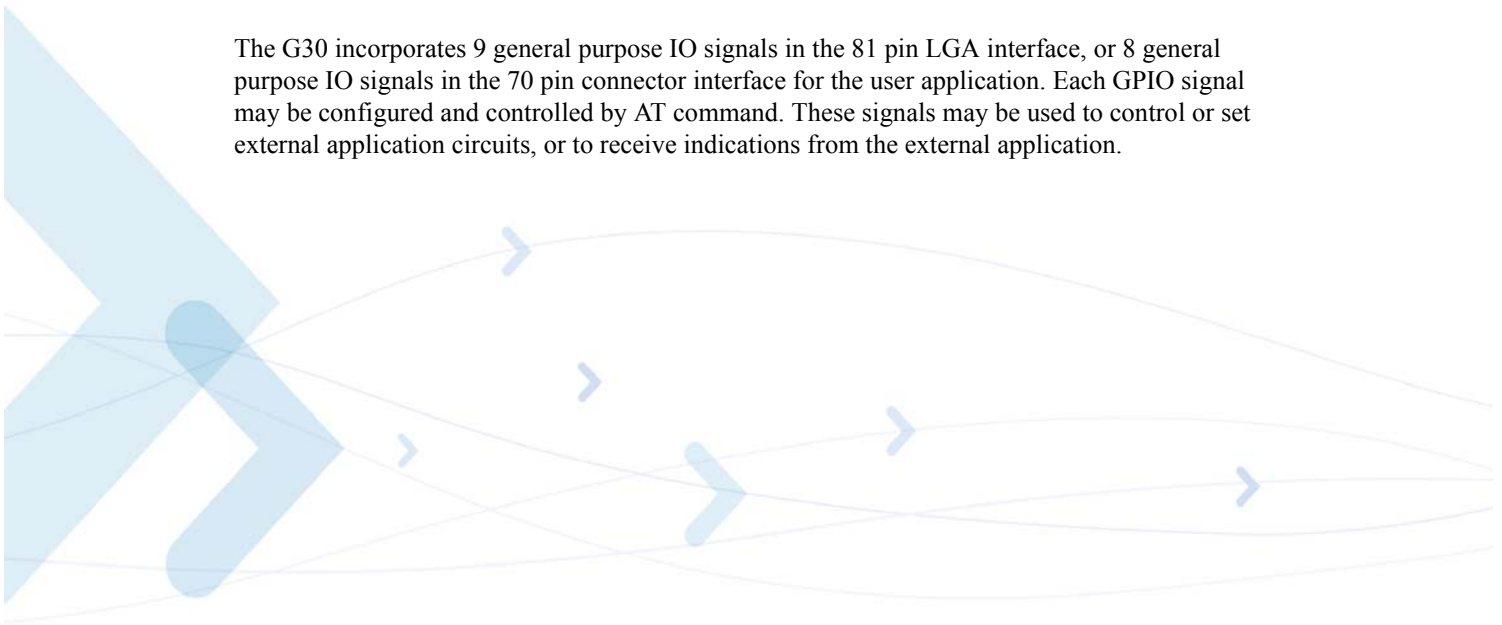 The G30 incorporates 9 general purpose IO signals in the 81 pin LGA interface, or 8 general
purpose IO signals in the 70 pin connector interface for the user application. Each GPIO signal
may be configured and controlled by AT command. These signals may be used to control or set
external application circuits, or to receive indications from the external application.